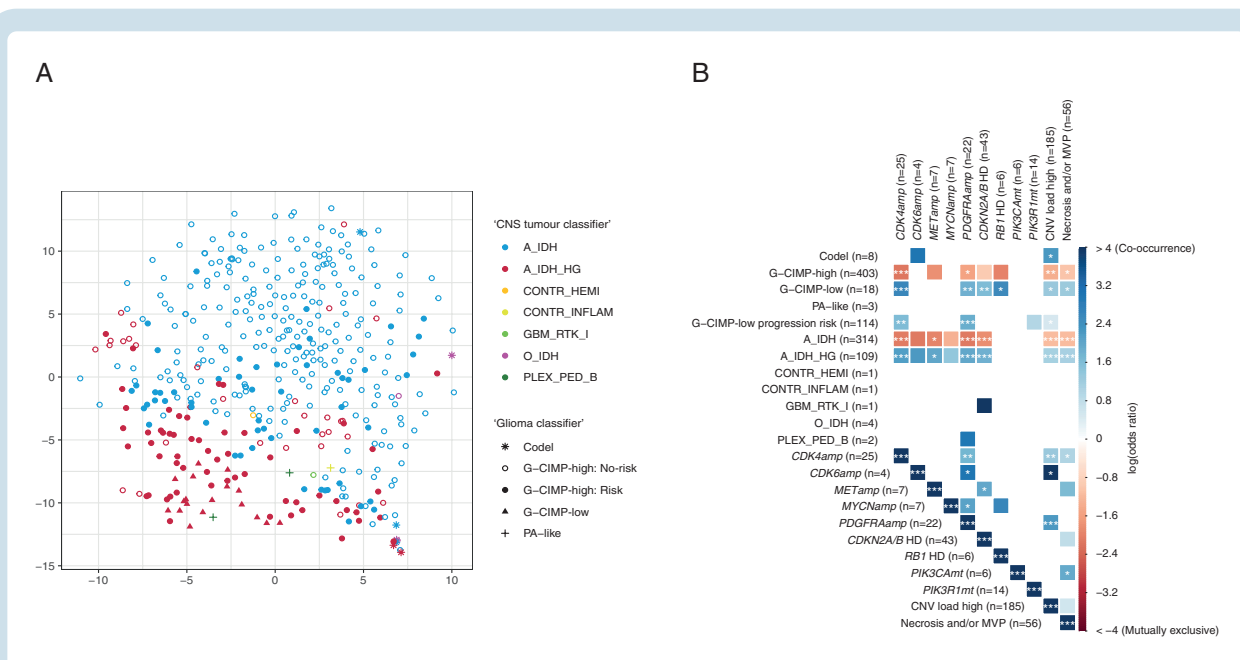 A
B
10
5
0
−5
−10
−15
−10
−5
0
5
10
'CNS tumour classifier'
A_IDH
A_IDH_HG
CONTR_HEMI
CONTR_INFLAM
GBM_RTK_I
O_IDH
PLEX_PED_B
'Glioma classifier'
Codel
G-CIMP-high: No-risk
G-CIMP-high: Risk
G-CIMP-low
PA-like
CDK4amp (n=25)
CDK6amp (n=4)
METamp (n=7)
MYCNamp (n=7)
PDGFRAamp (n=22)
CDKN2A/B HD (n=43)
RB1 HD (n=6)
PIK3CAmt (n=6)
PIK3R1mt (n=14)
CNV load high (n=185)
Necrosis and/or MVP (n=56)
Codel (n=8) *
G-CIMP-high (n=403) *** * ** *
G-CIMP-low (n=18) *** ** ** * * *
PA-like (n=3)
G-CIMP-low progression risk (n=114) ** *** *
A_IDH (n=314) *** * *** *** *** ***
A_IDH_HG (n=109) *** * *** *** *** ***
CONTR_HEMI (n=1)
CONTR_INFLAM (n=1)
GBM_RTK_I (n=1)
O_IDH (n=4)
PLEX_PED_B (n=2)
CDK4amp (n=25) *** ** ** *
CDK6amp (n=4) *** * *
METamp (n=7) *** *
MYCNamp (n=7) *** *
PDGFRAamp (n=22) *** ***
CDKN2A/B HD (n=43) ***
RB1 HD (n=6) ***
PIK3CAmt (n=6) *** *
PIK3R1mt (n=14) ***
CNV load high (n=185) ***
Necrosis and/or MVP (n=56) ***
> 4 (Co-occurrence)
3.2
2.4
1.6
0.8
0
−0.8
−1.6
−2.4
−3.2
< −4 (Mutually exclusive)
log(odds ratio)